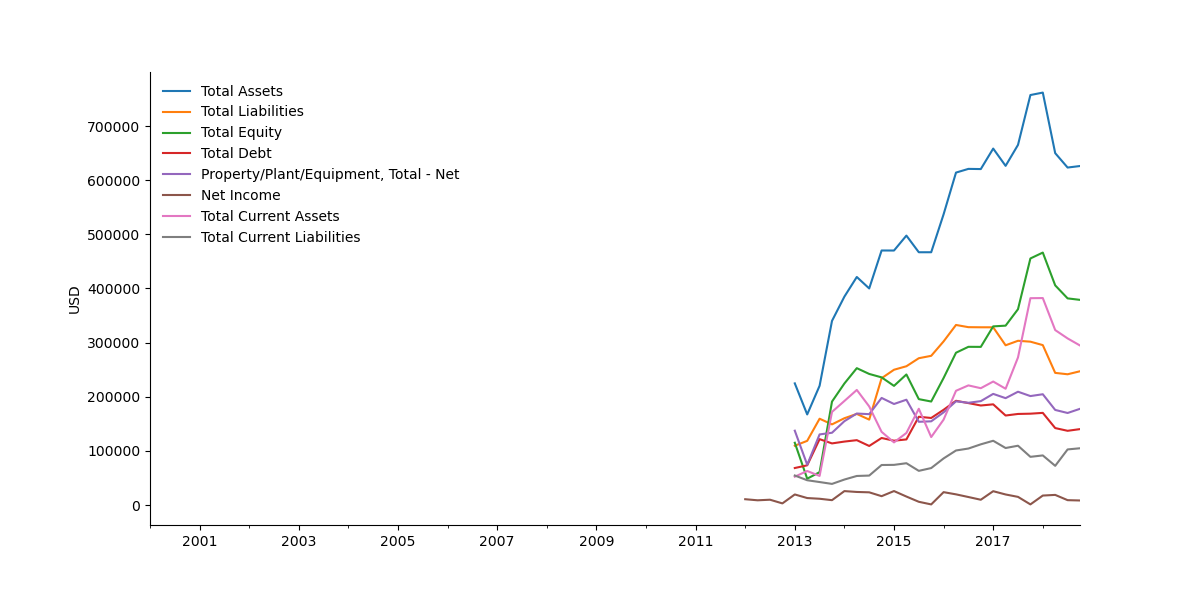 Total Assets
Total Liabilities
Total Equity
Total Debt
Property/Plant/Equipment, Total - Net
Net Income
Total Current Assets
Total Current Liabilities
USD
700000
600000
500000
400000
300000
200000
100000
0
2001 2003 2005 2007 2009 2011 2013 2015 2017